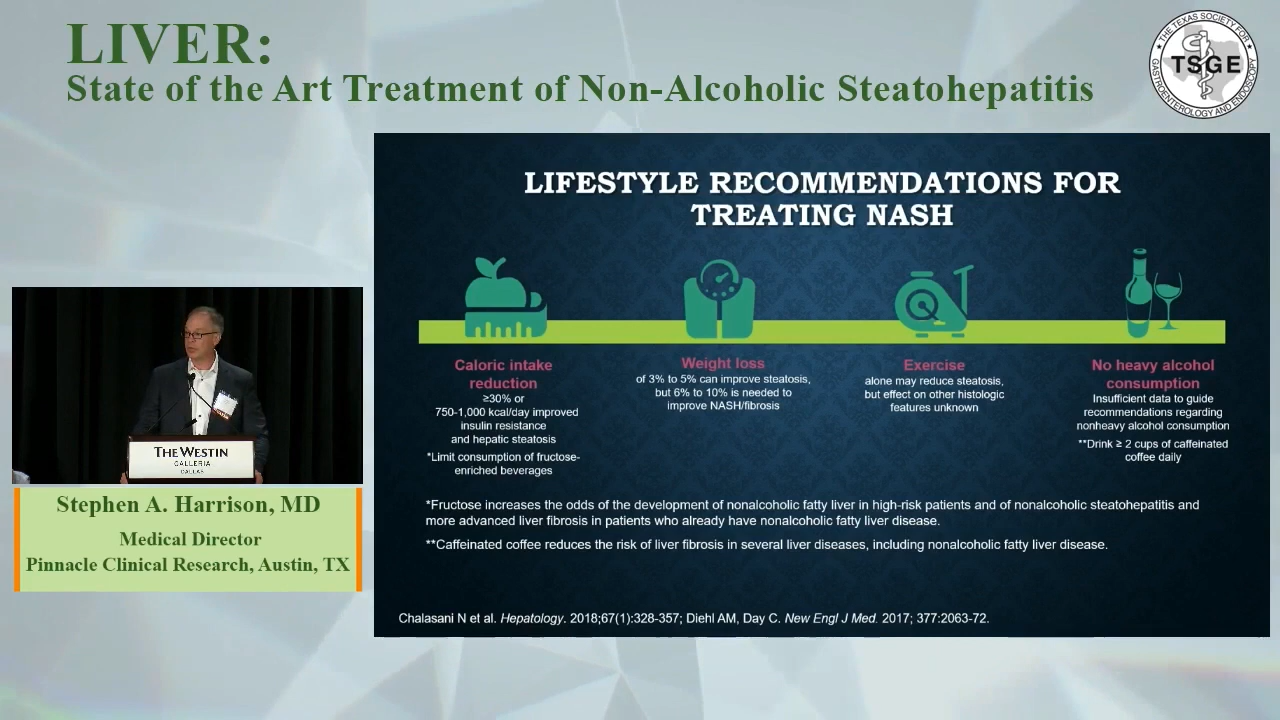 LIVER:
State of the Art Treatment of Non-Alcoholic Steatohepatitis
THE TEXAS SOCIETY FOR
GASTROENTEROLOGY AND ENDOSCOPY
TSGE
LIFESTYLE RECOMMENDATIONS FOR
TREATING NASH
Caloric intake
reduction
≥30% or
750-1,000 kcal/day improved
insulin resistance
and hepatic steatosis
*Limit consumption of fructose-
enriched beverages
Weight loss
of 3% to 5% can improve steatosis,
but 6% to 10% is needed to
improve NASH/fibrosis
Exercise
alone may reduce steatosis,
but effect on other histologic
features unknown
No heavy alcohol
consumption
Insufficient data to guide
recommendations regarding
nonheavy alcohol consumption
**Drink ≥ 2 cups of caffeinated
coffee daily
*Fructose increases the odds of the development of nonalcoholic fatty liver in high-risk patients and of nonalcoholic steatohepatitis and
more advanced liver fibrosis in patients who already have nonalcoholic fatty liver disease.
**Caffeinated coffee reduces the risk of liver fibrosis in several liver diseases, including nonalcoholic fatty liver disease.
Chalasani N et al. Hepatology. 2018;67(1):328-357; Diehl AM, Day C. New Engl J Med. 2017; 377:2063-72.
THE WESTIN
GALLERIA
DALLAS
Stephen A. Harrison, MD
Medical Director
Pinnacle Clinical Research, Austin, TX